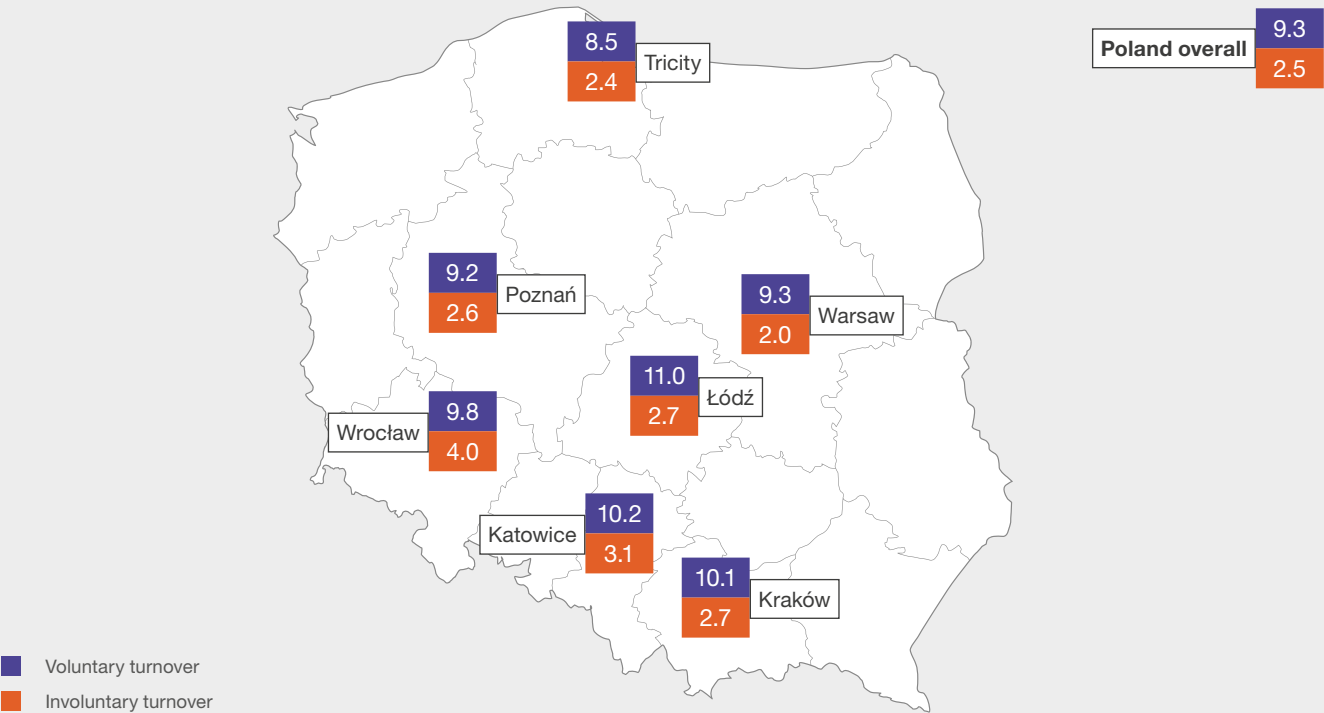 8.5
2.4
Tricity
Poland overall
9.3
2.5
9.2
2.6
Poznań
9.3
2.0
Warsaw
11.0
2.7
Łódź
Wrocław
9.8
4.0
Katowice
10.2
3.1
10.1
2.7
Kraków
Voluntary turnover
Involuntary turnover